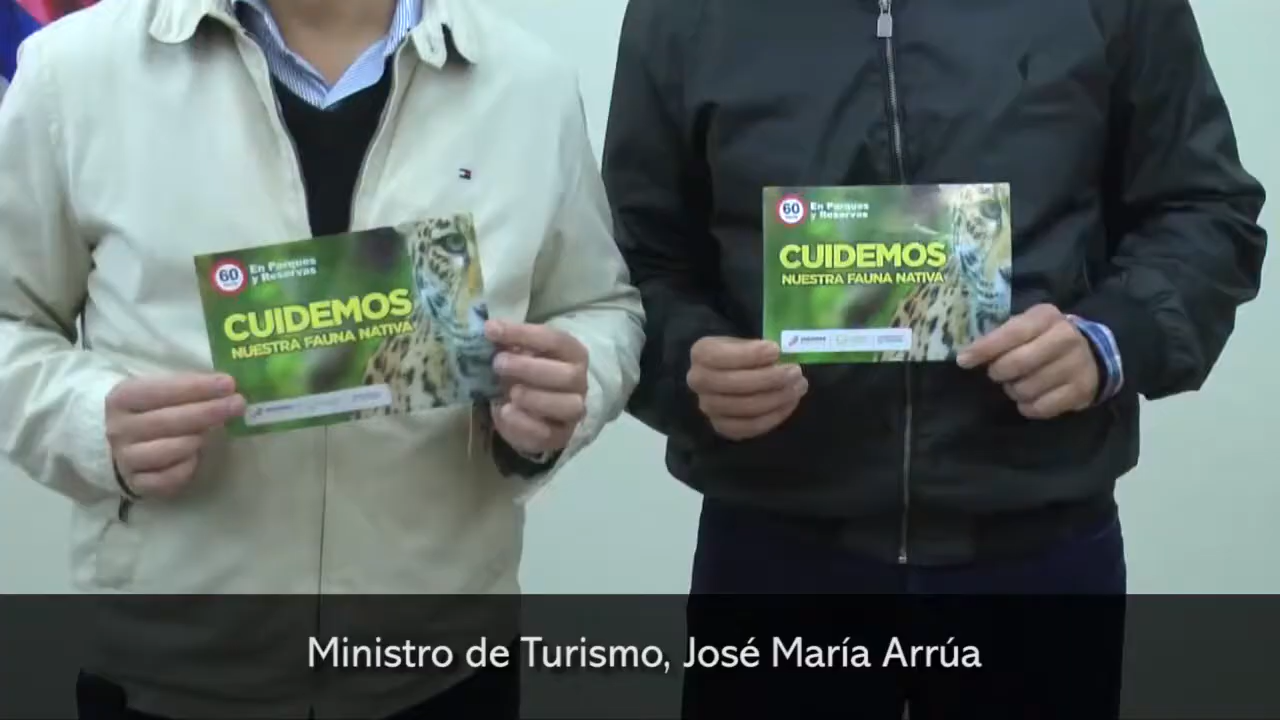 60
En Parques
y Reservas
CUIDEMOS
NUESTRA FAUNA NATIVA
60
En Parques
y Reservas
CUIDEMOS
NUESTRA FAUNA NATIVA
Ministro de Turismo, José María Arrúa